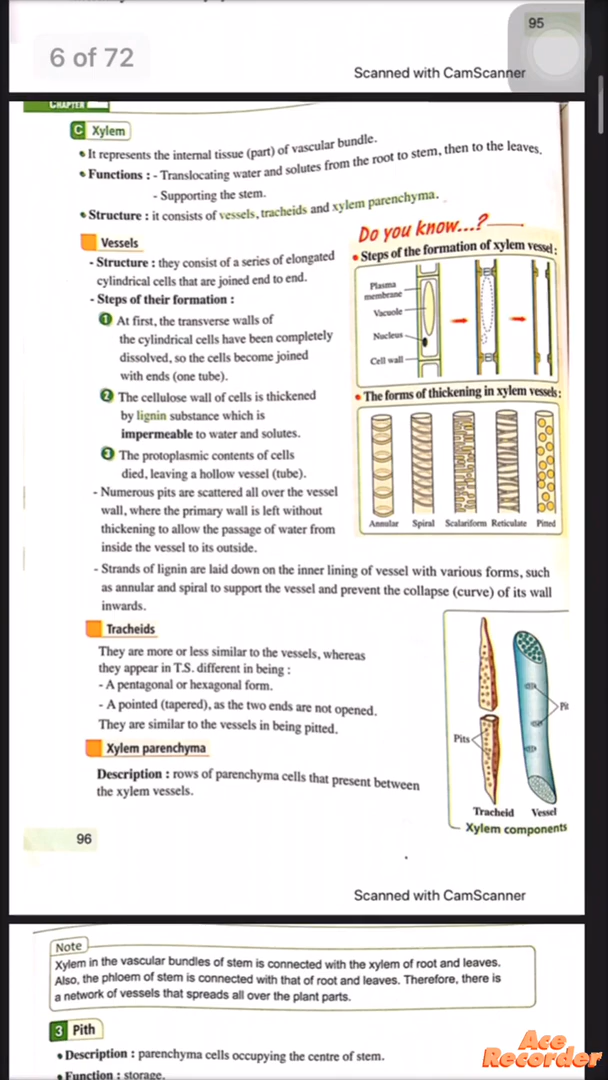 95
6 of 72
Scanned with CamScanner
CHAPTER
C Xylem
• It represents the internal tissue (part) of vascular bundle.
• Functions : - Translocating water and solutes from the root to stem, then to the leaves.
- Supporting the stem.
• Structure : it consists of vessels, tracheids and xylem parenchyma.
Vessels
- Structure : they consist of a series of elongated
cylindrical cells that are joined end to end.
- Steps of their formation :
1 At first, the transverse walls of
the cylindrical cells have been completely
dissolved, so the cells become joined
with ends (one tube).
2 The cellulose wall of cells is thickened
by lignin substance which is
impermeable to water and solutes.
3 The protoplasmic contents of cells
died, leaving a hollow vessel (tube).
- Numerous pits are scattered all over the vessel
wall, where the primary wall is left without
thickening to allow the passage of water from
inside the vessel to its outside.
Do you know...?
• Steps of the formation of xylem vessel :
Plasma
membrane
Vacuole
Nucleus
Cell wall
• The forms of thickening in xylem vessels :
Annular Spiral Scalariform Reticulate Pitted
- Strands of lignin are laid down on the inner lining of vessel with various forms, such
as annular and spiral to support the vessel and prevent the collapse (curve) of its wall
inwards.
Tracheids
They are more or less similar to the vessels, whereas
they appear in T.S. different in being :
- A pentagonal or hexagonal form.
- A pointed (tapered), as the two ends are not opened.
They are similar to the vessels in being pitted.
Xylem parenchyma
Description : rows of parenchyma cells that present between
the xylem vessels.
Pit
Pits
Tracheid Vessel
Xylem components
96
Scanned with CamScanner
Note
Xylem in the vascular bundles of stem is connected with the xylem of root and leaves.
Also, the phloem of stem is connected with that of root and leaves. Therefore, there is
a network of vessels that spreads all over the plant parts.
3 Pith
• Description : parenchyma cells occupying the centre of stem.
• Function : storage.
Ace
Recorder